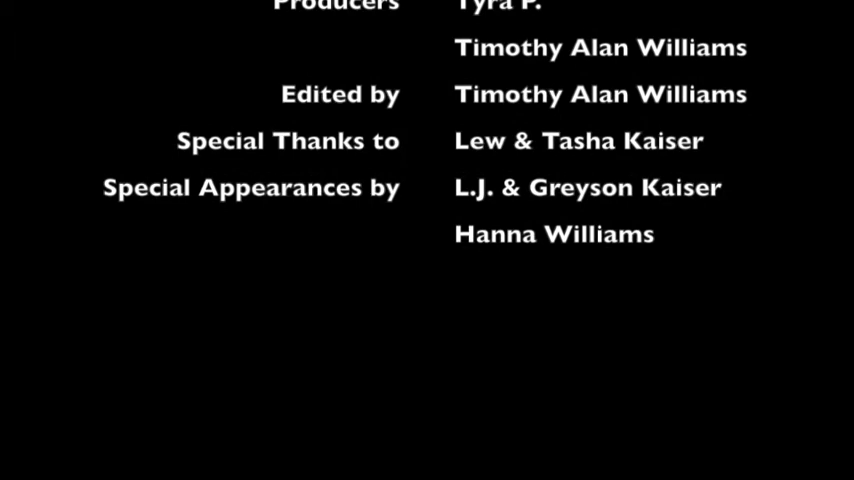 Producers Tyra P.
Timothy Alan Williams
Edited by Timothy Alan Williams
Special Thanks to Lew & Tasha Kaiser
Special Appearances by L.J. & Greyson Kaiser
Hanna Williams